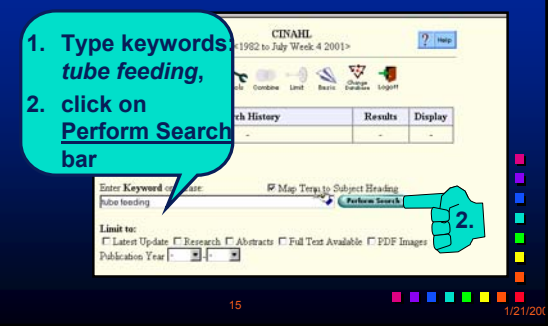 1. Type keywords:
tube feeding,
2. click on
Perform Search
bar
CINAHL
<1982 to July Week 4 2001>
? Help
Combine Limit Basic Change Database Logoff
ch History Results Display
- - -
Enter Keyword or Map Term to Subject Heading
tube feeding Perform Search
2.
Limit to:
Latest Update Research Abstracts Full Text Available PDF Images
Publication Year - - -
15
1/21/200